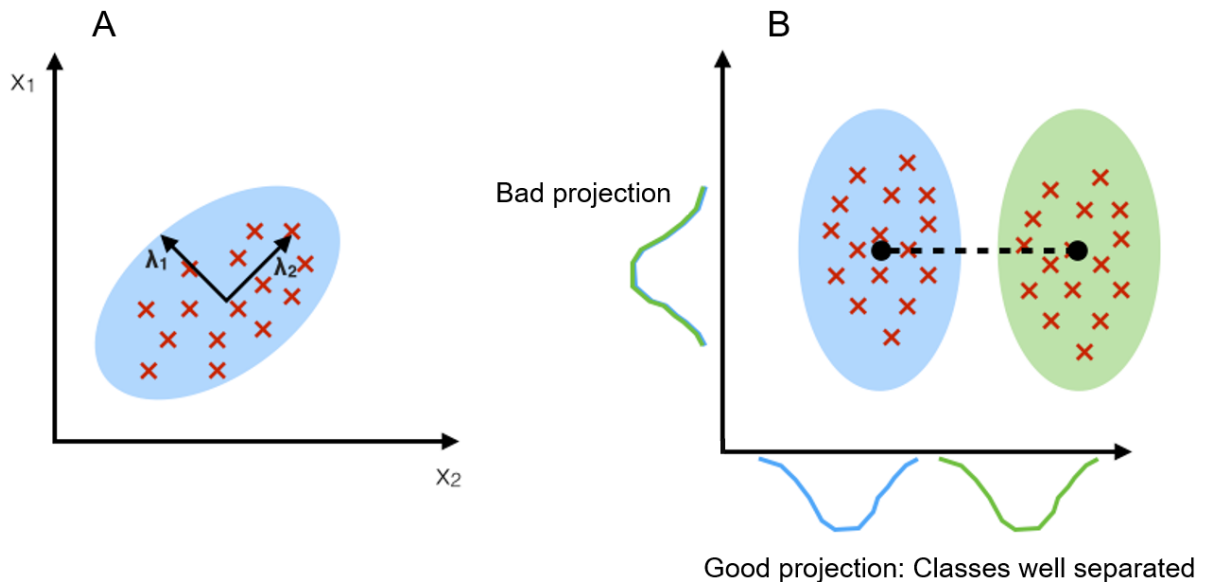 A
B
X1
λ1
λ2
X2
Bad projection
Good projection: Classes well separated